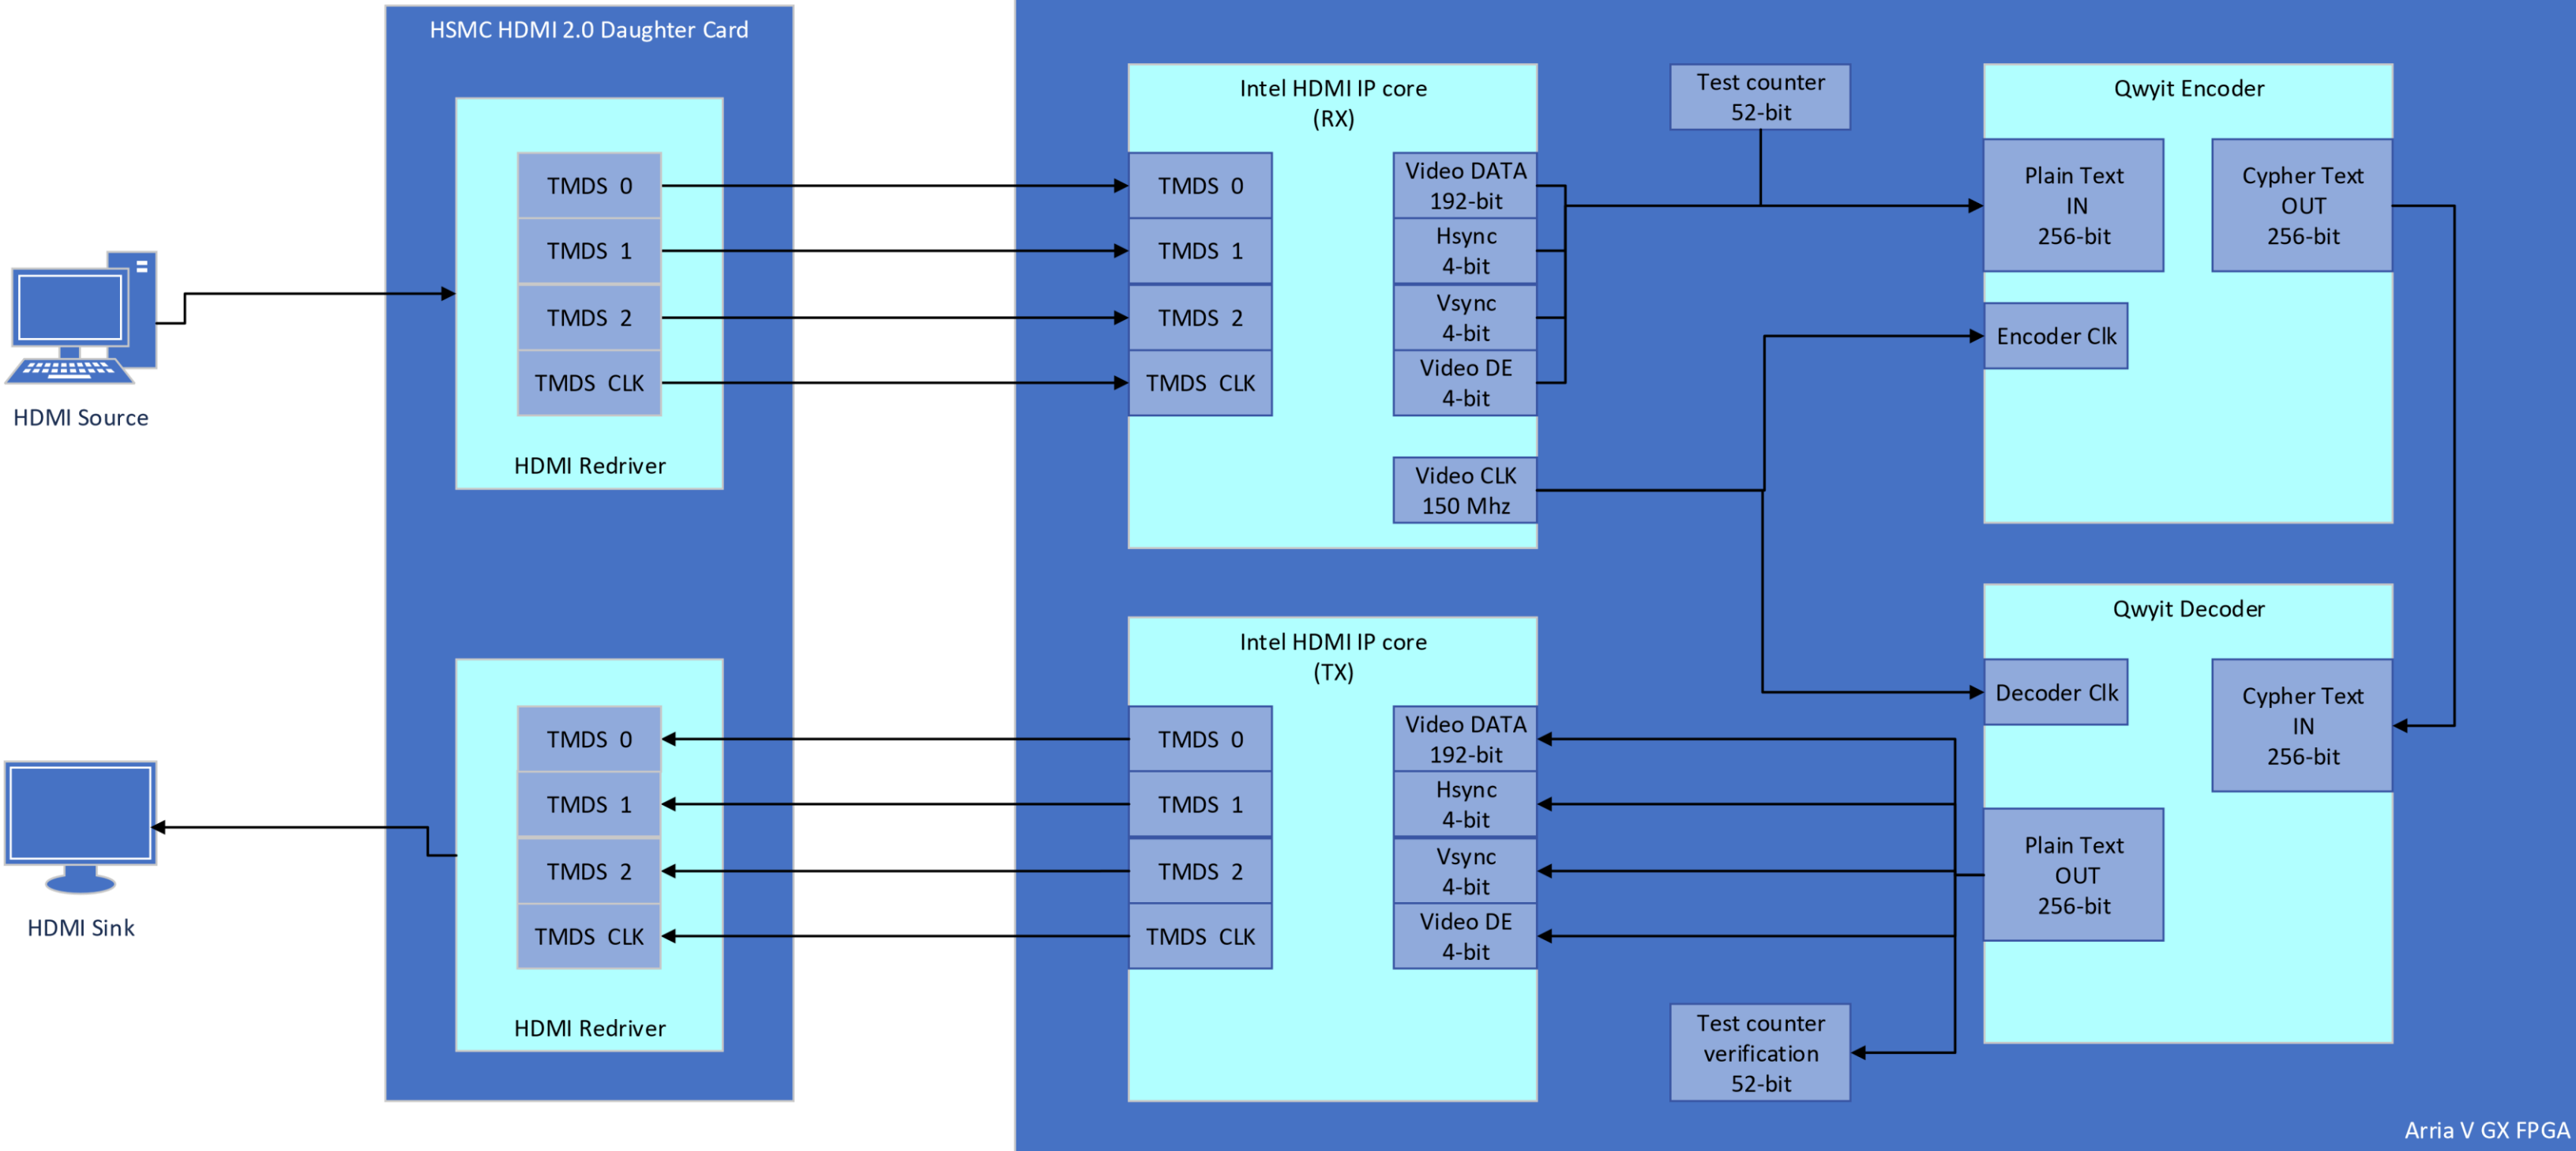 HSMC HDMI 2.0 Daughter Card
TMDS 0
TMDS 1
TMDS 2
TMDS CLK
HDMI Redriver
HDMI Source
Intel HDMI IP core
(RX)
TMDS 0
TMDS 1
TMDS 2
TMDS CLK
Video DATA
192-bit
Hsync
4-bit
Vsync
4-bit
Video DE
4-bit
Video CLK
150 Mhz
Test counter
52-bit
Qwyit Encoder
Plain Text
IN
256-bit
Cypher Text
OUT
256-bit
Encoder Clk
Qwyit Decoder
Decoder Clk
Cypher Text
IN
256-bit
Plain Text
OUT
256-bit
Intel HDMI IP core
(TX)
TMDS 0
TMDS 1
TMDS 2
TMDS CLK
Video DATA
192-bit
Hsync
4-bit
Vsync
4-bit
Video DE
4-bit
Test counter
verification
52-bit
TMDS 0
TMDS 1
TMDS 2
TMDS CLK
HDMI Redriver
HDMI Sink
Arria V GX FPGA